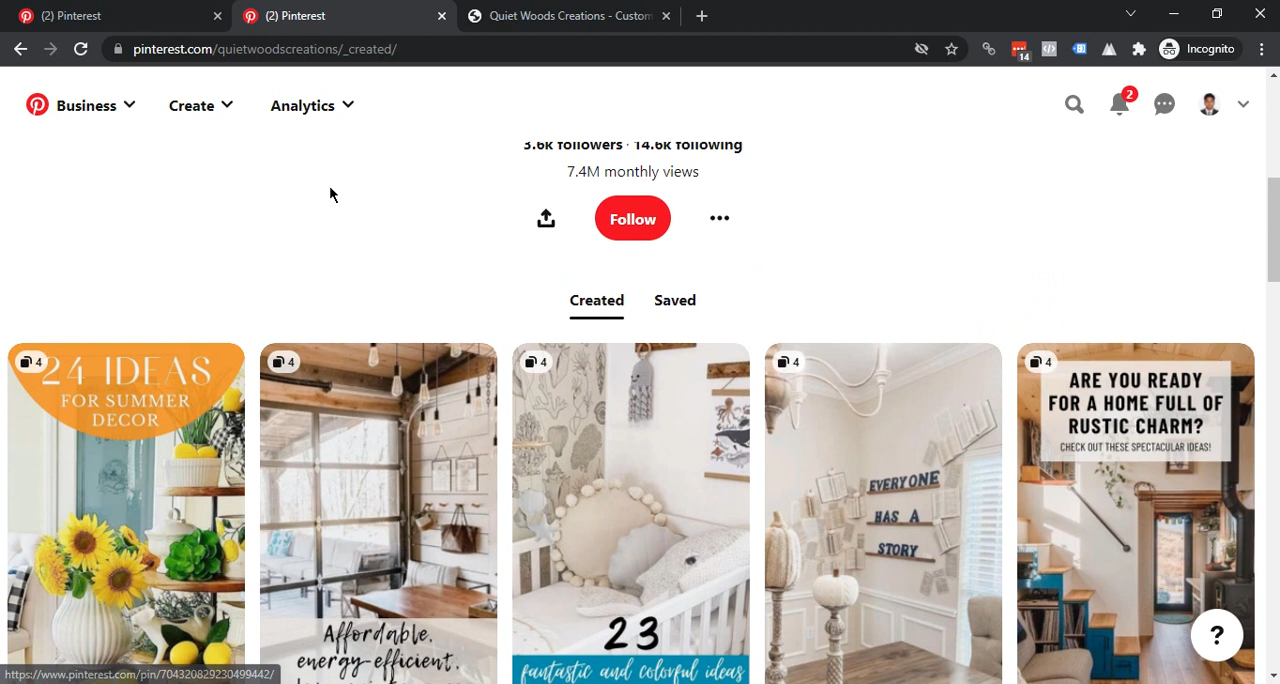 (2) Pinterest
(2) Pinterest
Quiet Woods Creations - Custom
pinterest.com/quietwoodscreations/_created/
14
Incognito
Business
Create
Analytics
2
3.6k followers · 14.6k following
7.4M monthly views
Follow
Created
Saved
4
24 IDEAS
FOR SUMMER
DECOR
4
Affordable,
energy-efficient,
4
23
fantastic and colorful ideas
4
EVERYONE
HAS A
STORY
4
ARE YOU READY
FOR A HOME FULL OF
RUSTIC CHARM?
CHECK OUT THESE SPECTACULAR IDEAS!
?
https://www.pinterest.com/pin/704320829230499442/